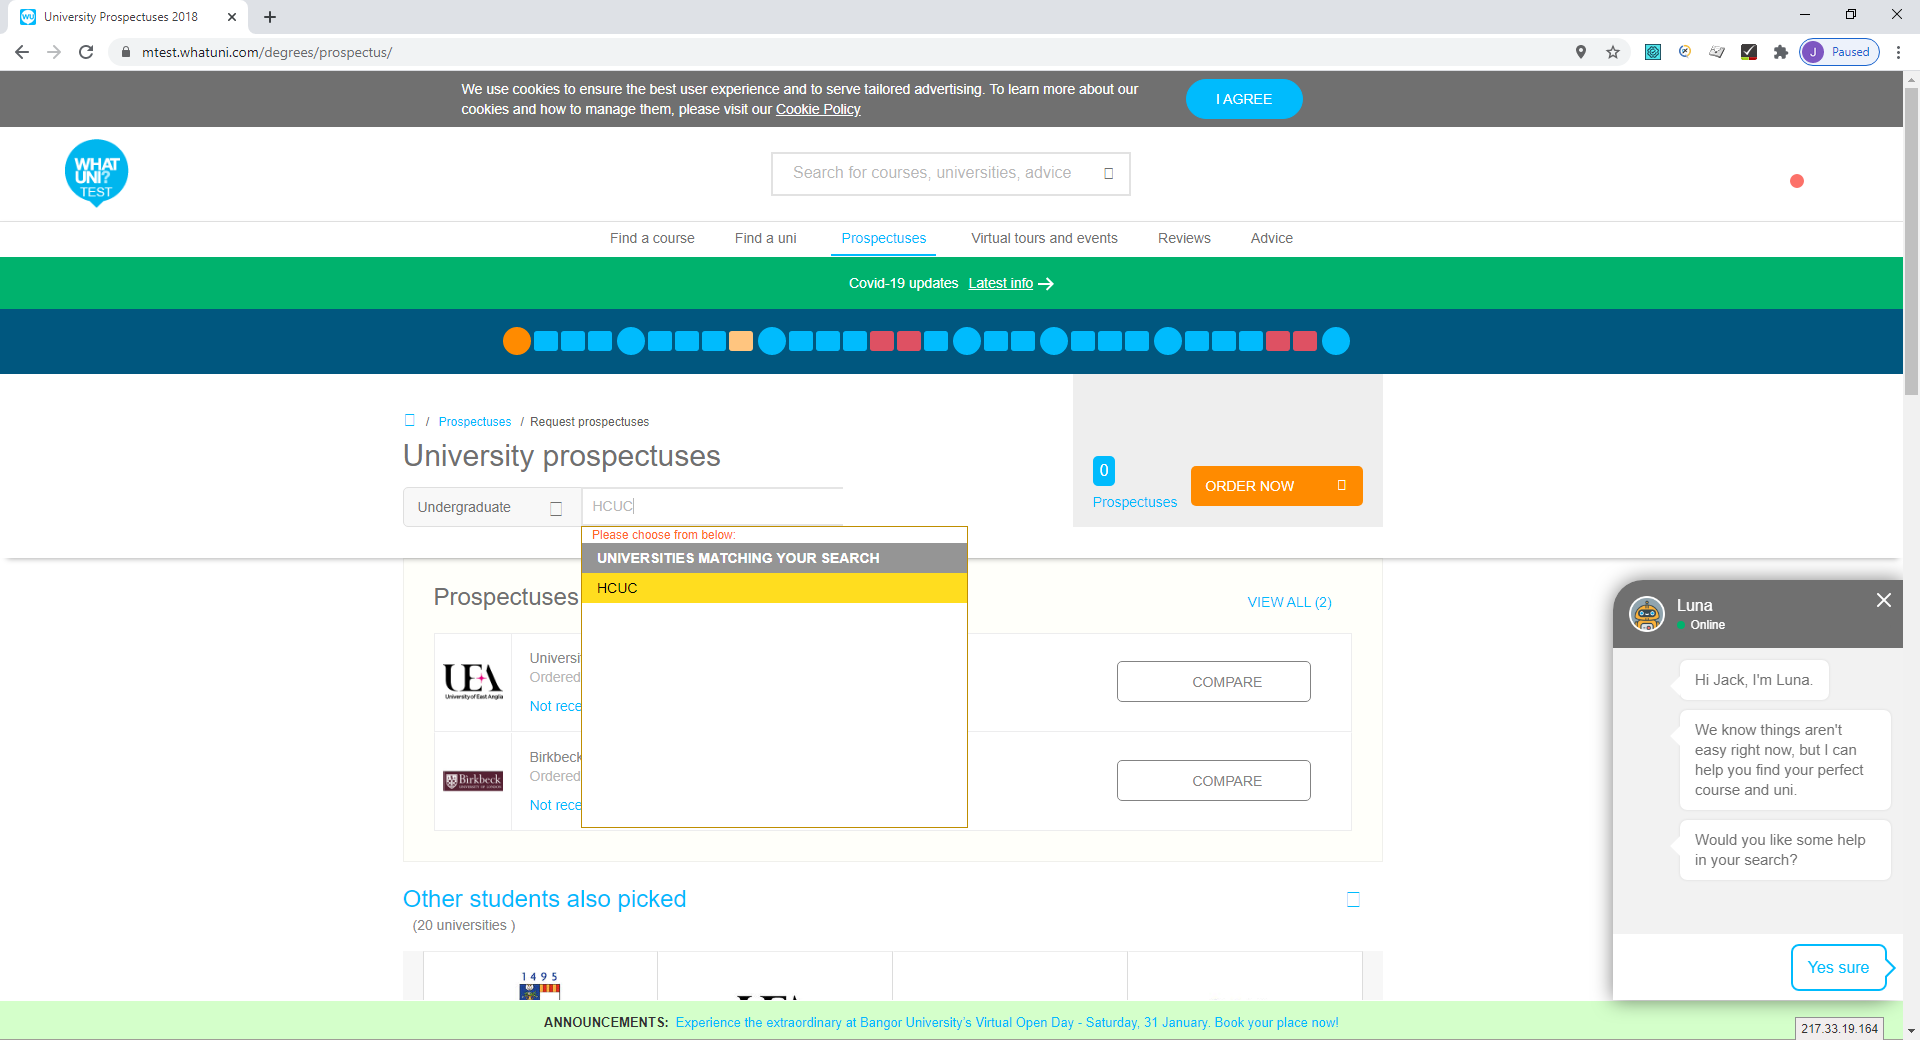 University Prospectuses 2018
mtest.whatuni.com/degrees/prospectus/
J Paused
We use cookies to ensure the best user experience and to serve tailored advertising. To learn more about our
cookies and how to manage them, please visit our Cookie Policy
I AGREE
WHAT
UNI?
TEST
Search for courses, universities, advice
Find a course
Find a uni
Prospectuses
Virtual tours and events
Reviews
Advice
Covid-19 updates Latest info
/ Prospectuses / Request prospectuses
University prospectuses
0
Prospectuses
ORDER NOW
Undergraduate
HCUC
Please choose from below:
UNIVERSITIES MATCHING YOUR SEARCH
HCUC
Prospectuses
VIEW ALL (2)
UEA
University of East Anglia
Universi
Ordered
Not rece
COMPARE
Birkbeck
UNIVERSITY OF LONDON
Birkbeck
Ordered
Not rece
COMPARE
Luna
Online
Hi Jack, I'm Luna.
We know things aren't
easy right now, but I can
help you find your perfect
course and uni.
Would you like some help
in your search?
Yes sure
Other students also picked
(20 universities )
1495
UEA
ANNOUNCEMENTS: Experience the extraordinary at Bangor University's Virtual Open Day - Saturday, 31 January. Book your place now!
217.33.19.164